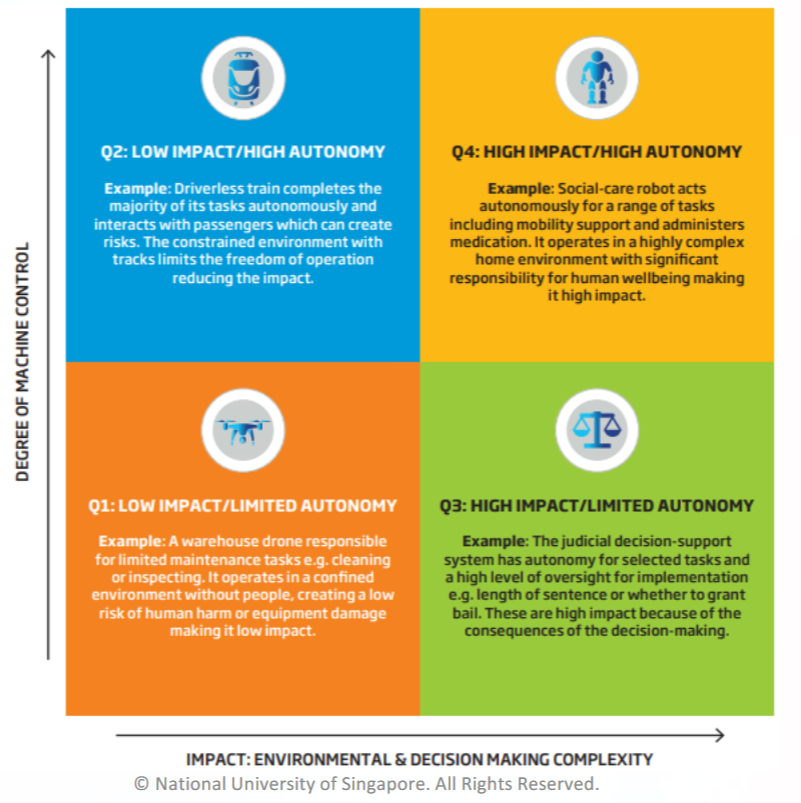 DEGREE OF MACHINE CONTROL
Q2: LOW IMPACT/HIGH AUTONOMY
Example: Driverless train completes the
majority of its tasks autonomously and
interacts with passengers which can create
risks. The constrained environment with
tracks limits the freedom of operation
reducing the impact.
Q4: HIGH IMPACT/HIGH AUTONOMY
Example: Social-care robot acts
autonomously for a range of tasks
including mobility support and administers
medication. It operates in a highly complex
home environment with significant
responsibility for human wellbeing making
it high impact.
Q1: LOW IMPACT/LIMITED AUTONOMY
Example: A warehouse drone responsible
for limited maintenance tasks e.g. cleaning
or inspecting. It operates in a confined
environment without people, creating a low
risk of human harm or equipment damage
making it low impact.
Q3: HIGH IMPACT/LIMITED AUTONOMY
Example: The judicial decision-support
system has autonomy for selected tasks and
a high level of oversight for implementation
e.g. length of sentence or whether to grant
bail. These are high impact because of the
consequences of the decision-making.
IMPACT: ENVIRONMENTAL & DECISION MAKING COMPLEXITY
© National University of Singapore. All Rights Reserved.